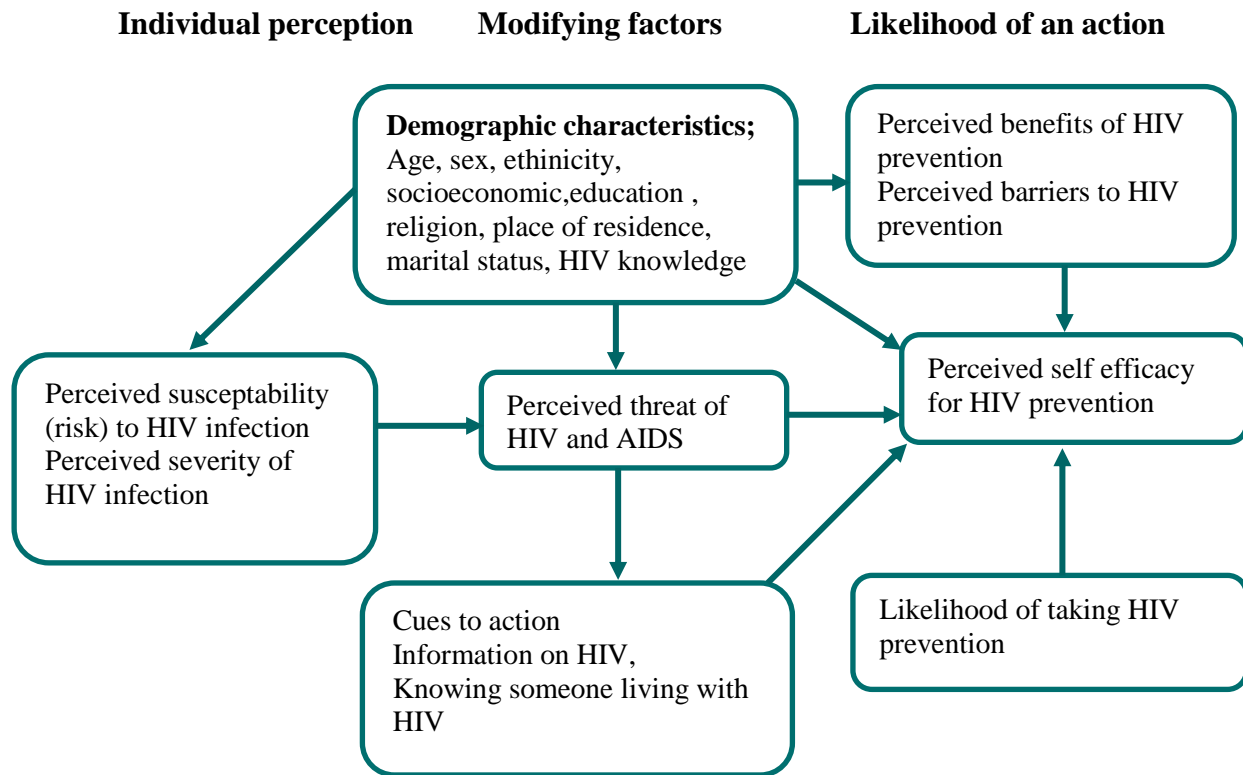 Individual perception
Modifying factors
Likelihood of an action
Demographic characteristics;
Age, sex, ethinicity,
socioeconomic,education ,
religion, place of residence,
marital status, HIV knowledge
Perceived benefits of HIV
prevention
Perceived barriers to HIV
prevention
Perceived susceptability
(risk) to HIV infection
Perceived severity of
HIV infection
Perceived threat of
HIV and AIDS
Perceived self efficacy
for HIV prevention
Cues to action
Information on HIV,
Knowing someone living with
HIV
Likelihood of taking HIV
prevention